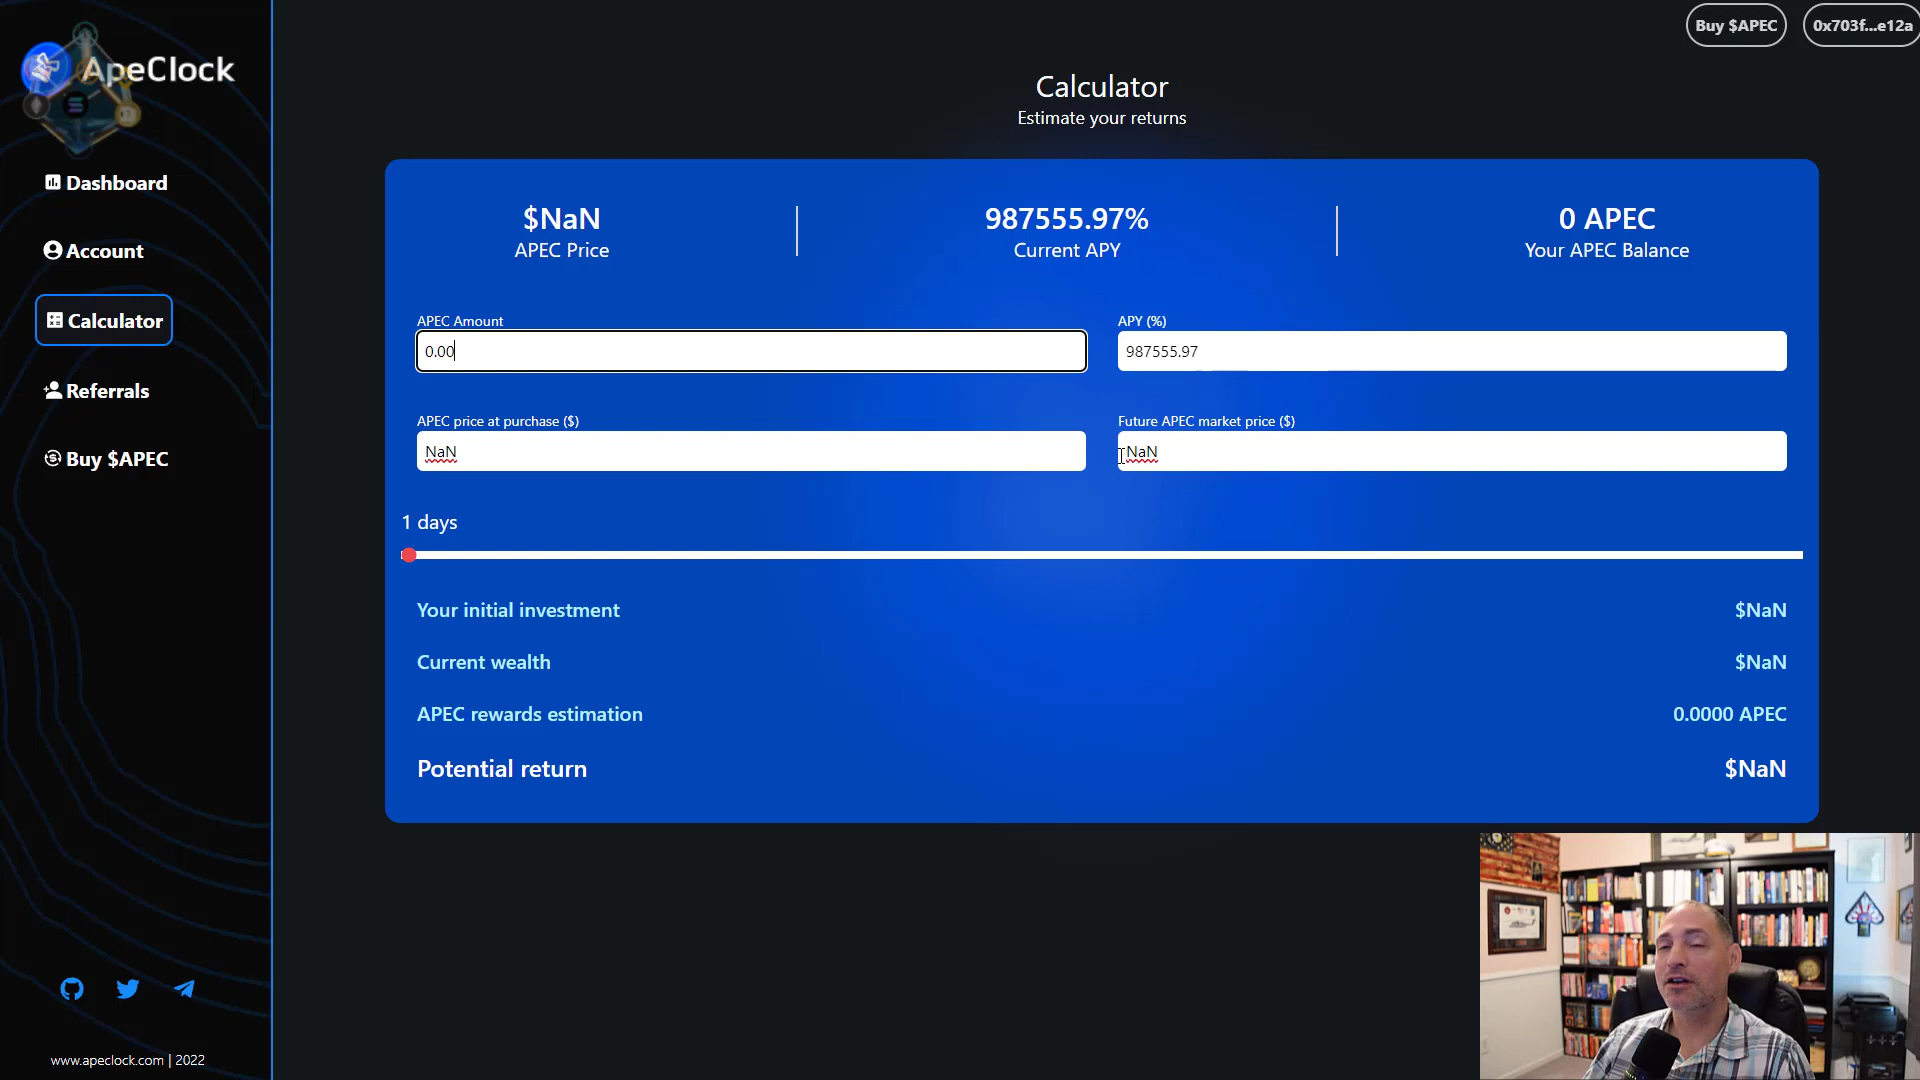 ApeClock
Dashboard
Account
Calculator
Referrals
Buy $APEC
www.apeclock.com | 2022
Buy $APEC
0x703f...e12a
Calculator
Estimate your returns
$NaN
APEC Price
987555.97%
Current APY
0 APEC
Your APEC Balance
APEC Amount
0.00
APY (%)
987555.97
APEC price at purchase ($)
NaN
Future APEC market price ($)
NaN
1 days
Your initial investment
$NaN
Current wealth
$NaN
APEC rewards estimation
0.0000 APEC
Potential return
$NaN